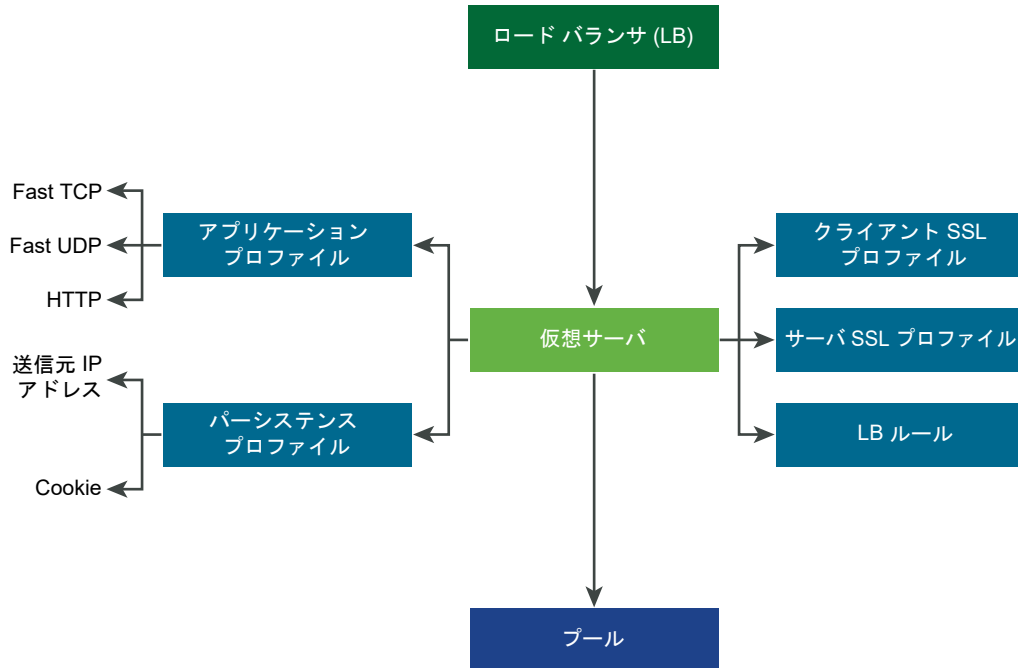 ロード バランサ (LB)
Fast TCP
Fast UDP
HTTP
アプリケーション
プロファイル
クライアント SSL
プロファイル
仮想サーバ
サーバ SSL プロファイル
送信元 IP
アドレス
Cookie
パーシステンス
プロファイル
LB ルール
プール